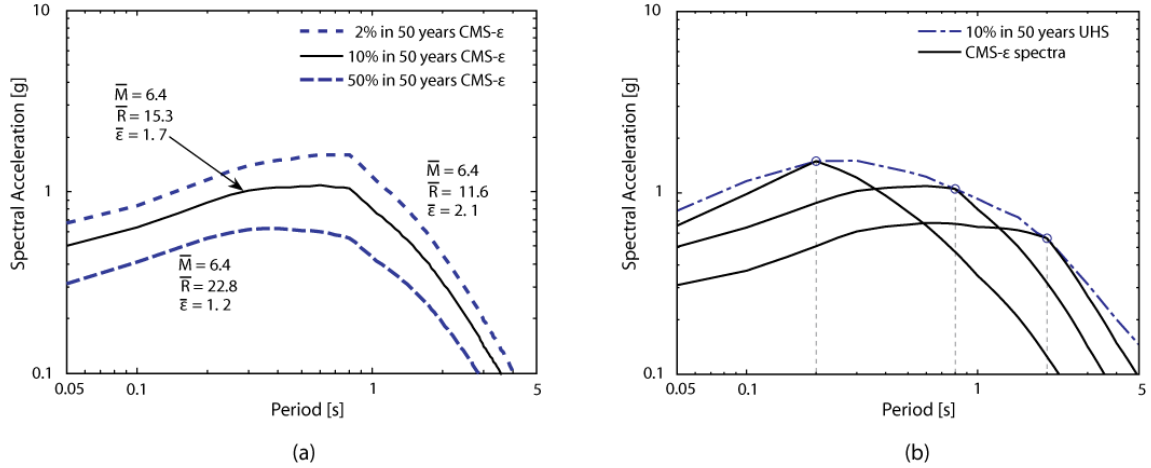 10
1
0.1
Spectral Acceleration [g]
2% in 50 years CMS-ε
10% in 50 years CMS-ε
50% in 50 years CMS-ε
M̅ = 6.4
R̅ = 15.3
ε̅ = 1.7
M̅ = 6.4
R̅ = 11.6
ε̅ = 2.1
M̅ = 6.4
R̅ = 22.8
ε̅ = 1.2
0.05 0.1 1 5
Period [s]
(a)
10
1
0.1
Spectral Acceleration [g]
10% in 50 years UHS
CMS-ε spectra
0.05 0.1 1 5
Period [s]
(b)